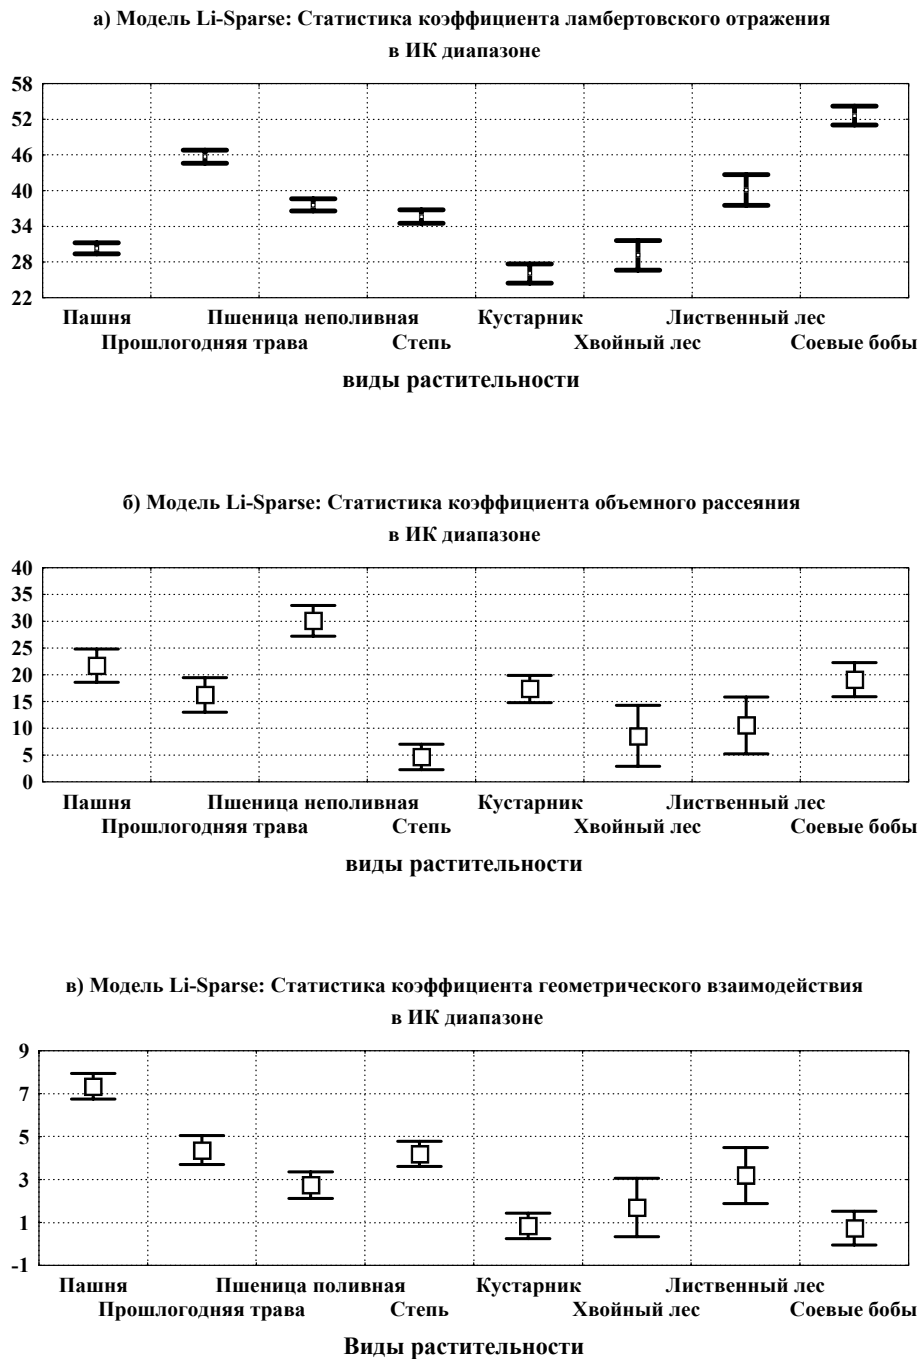 а) Модель Li-Sparse: Статистика коэффициента ламбертовского отражения
в ИК диапазоне
58
52
46
40
34
28
22
Пашня Пшеница неполивная Кустарник Лиственный лес
Прошлогодняя трава Степь Хвойный лес Соевые бобы
виды растительности
б) Модель Li-Sparse: Статистика коэффициента объемного рассеяния
в ИК диапазоне
40
35
30
25
20
15
10
5
0
Пашня Пшеница неполивная Кустарник Лиственный лес
Прошлогодняя трава Степь Хвойный лес Соевые бобы
виды растительности
в) Модель Li-Sparse: Статистика коэффициента геометрического взаимодействия
в ИК диапазоне
9
7
5
3
1
-1
Пашня Пшеница поливная Кустарник Лиственный лес
Прошлогодняя трава Степь Хвойный лес Соевые бобы
Виды растительности